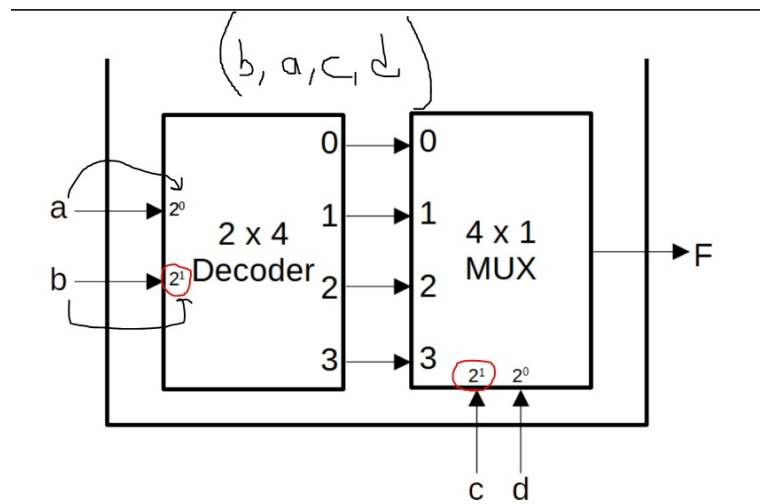 (b, a, c, d)
0 0
a 2⁰
1 1
2 x 4
Decoder
4 x 1
MUX
F
b 2¹
2 2
3 3
2¹ 2⁰
c d